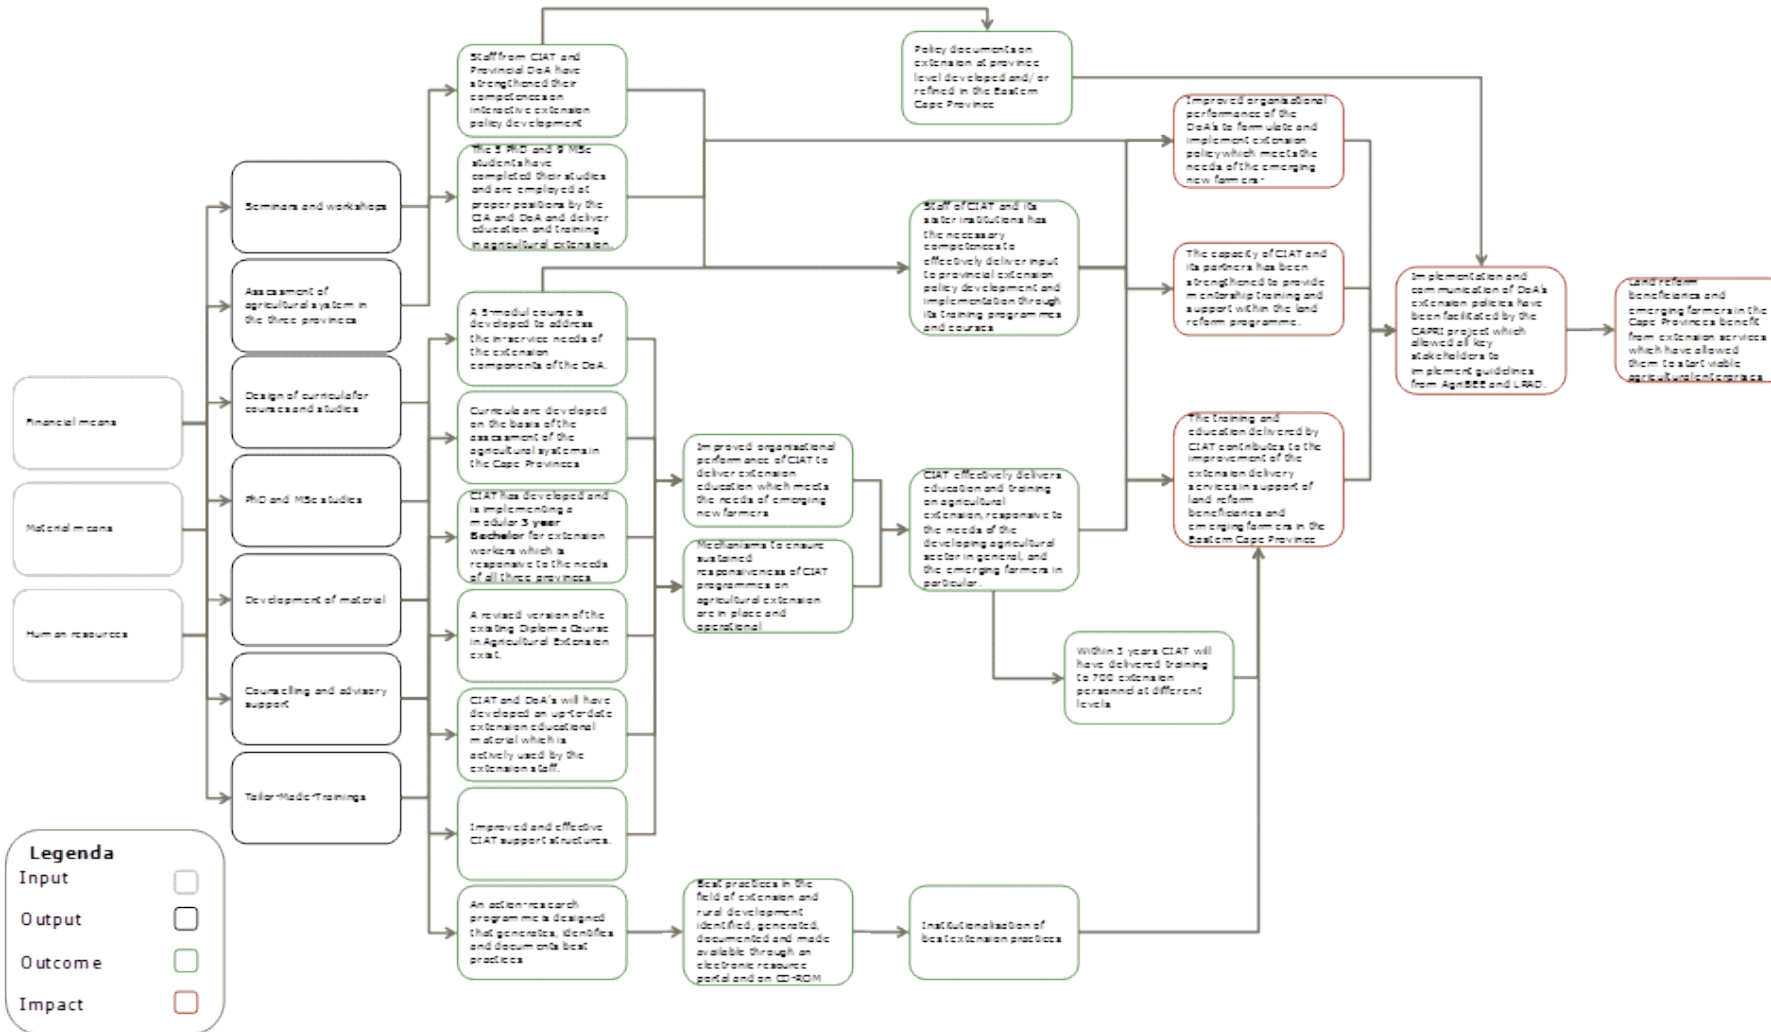 Financial means
Material means
Human resources
Seminars and workshops
Assessment of
agricultural system in
the three provinces
Design of curricula for
courses and studies
PhD and MSc studies
Development of material
Counselling and advisory
support
Tailor-Made-Trainings
Staff from CIAT and
Provincial DoA have
strengthened their
competences on
interactive extension
policy development
The 5 PhD and 9 MSc
students have
completed their studies
and are employed at
proper positions by the
CIA and DoA and deliver
education and training
in agricultural extension.
A 5-modul course is
developed to address
the in-service needs of
the extension
components of the DoA.
Curricula are developed
on the basis of the
assessment of the
agricultural systems in
the Cape Provinces
CIAT has developed and
is implementing a
modular 3 year
Bachelor for extension
workers which is
responsive to the needs
of all three provinces
A revised version of the
existing Diploma Course
in Agricultural Extension
exist.
CIAT and DoA's will have
developed an up-to-date
extension educational
material which is
actively used by the
extension staff.
Improved and effective
CIAT support structures.
An action-research
programme is designed
that generates, identifies
and documents best
practices
Improved organisational
performance of CIAT to
deliver extension
education which meets
the needs of emerging
new farmers
Mechanisms to ensure
sustained
responsiveness of CIAT
programmes on
agricultural extension
are in place and
operational
Best practices in the
field of extension and
rural development
identified, generated,
documented and made
available through an
electronic resource
portal and on CD-ROM
Policy documents on
extension at province
level developed and/or
refined in the Eastern
Cape Province
Staff of CIAT and its
sister institutions has
the necessary
competences to
effectively deliver input
to provincial extension
policy development and
implementation through
its training programmes
and courses
CIAT effectively delivers
education and training
on agricultural
extension, responsive to
the needs of the
developing agricultural
sector in general, and
the emerging farmers in
particular.
Within 3 years CIAT will
have delivered training
to 700 extension
personnel at different
levels
Institutionalisation of
best extension practices
Improved organisational
performance of the
DoA's to formulate and
implement extension
policy which meets the
needs of the emerging
new farmers-
The capacity of CIAT and
its partners has been
strengthened to provide
mentorship training and
support within the land
reform programme.
The training and
education delivered by
CIAT contributes to the
improvement of the
extension delivery
services in support of
land reform
beneficiaries and
emerging farmers in the
Eastern Cape Province
Implementation and
communication of DoA's
extension policies have
been facilitated by the
CAPRI project which
allowed all key
stakeholders to
implement guidelines
from AgriBEE and LRAD.
Land reform
beneficiaries and
emerging farmers in the
Cape Provinces benefit
from extension services
which have allowed
them to start viable
agricultural enterprises
Legenda
Input
Output
Outcome
Impact